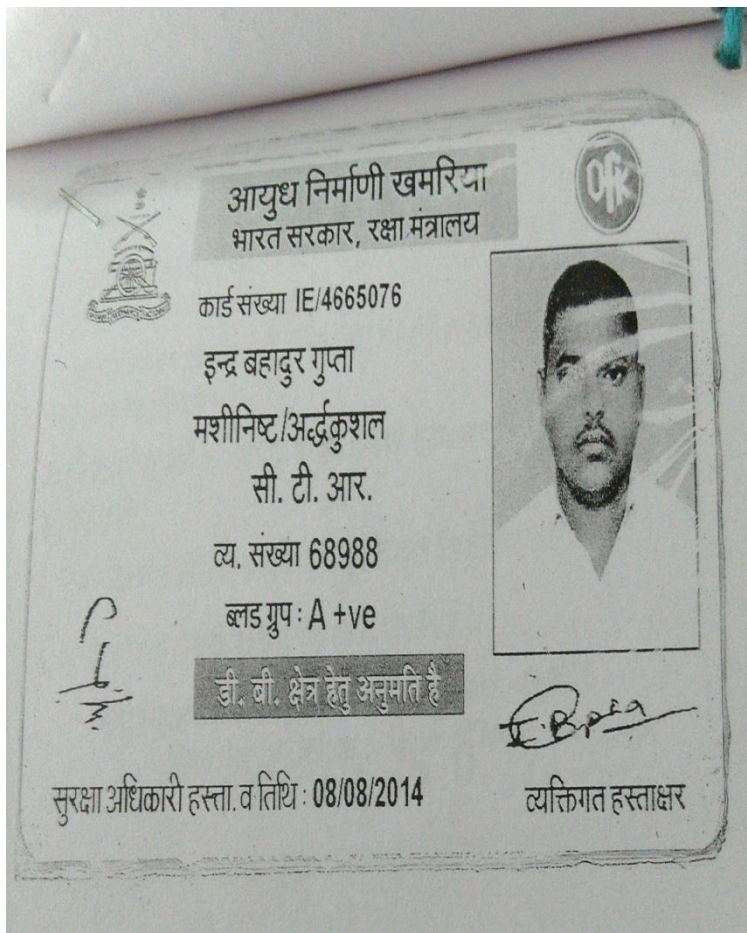 आयुध निर्माणी खमरिया
भारत सरकार, रक्षा मंत्रालय
OFK
कार्ड संख्या IE/4665076
इन्द्र बहादुर गुप्ता
मशीनिष्ट/अर्द्धकुशल
सी. टी. आर.
व्य. संख्या 68988
ब्लड ग्रुप : A +ve
डी. बी. क्षेत्र हेतु अनुमति है
सुरक्षा अधिकारी हस्ता. व तिथि : 08/08/2014
व्यक्तिगत हस्ताक्षर